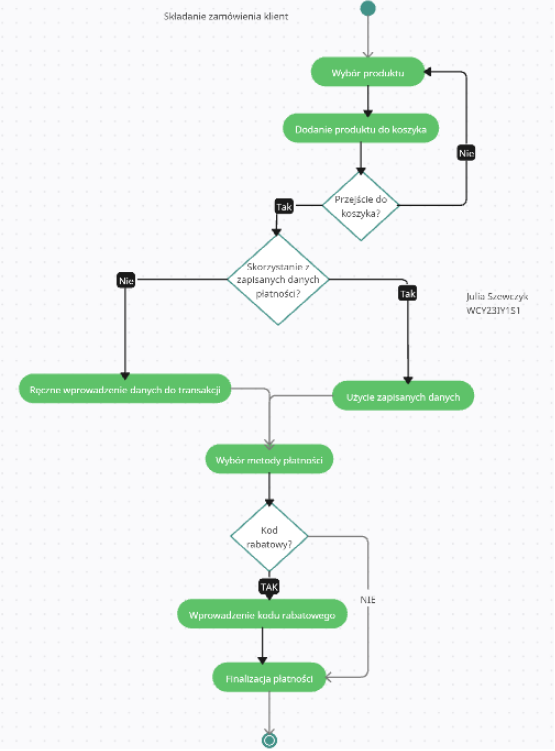 Składanie zamówienia klient
Wybór produktu
Dodanie produktu do koszyka
Nie
Przejście do
koszyka?
Tak
Skorzystanie z
zapisanych danych
płatności?
Nie
Tak
Julia Szewczyk
WCY23IY1S1
Ręczne wprowadzenie danych do transakcji
Użycie zapisanych danych
Wybór metody płatności
Kod
rabatowy?
TAK
NIE
Wprowadzenie kodu rabatowego
Finalizacja płatności